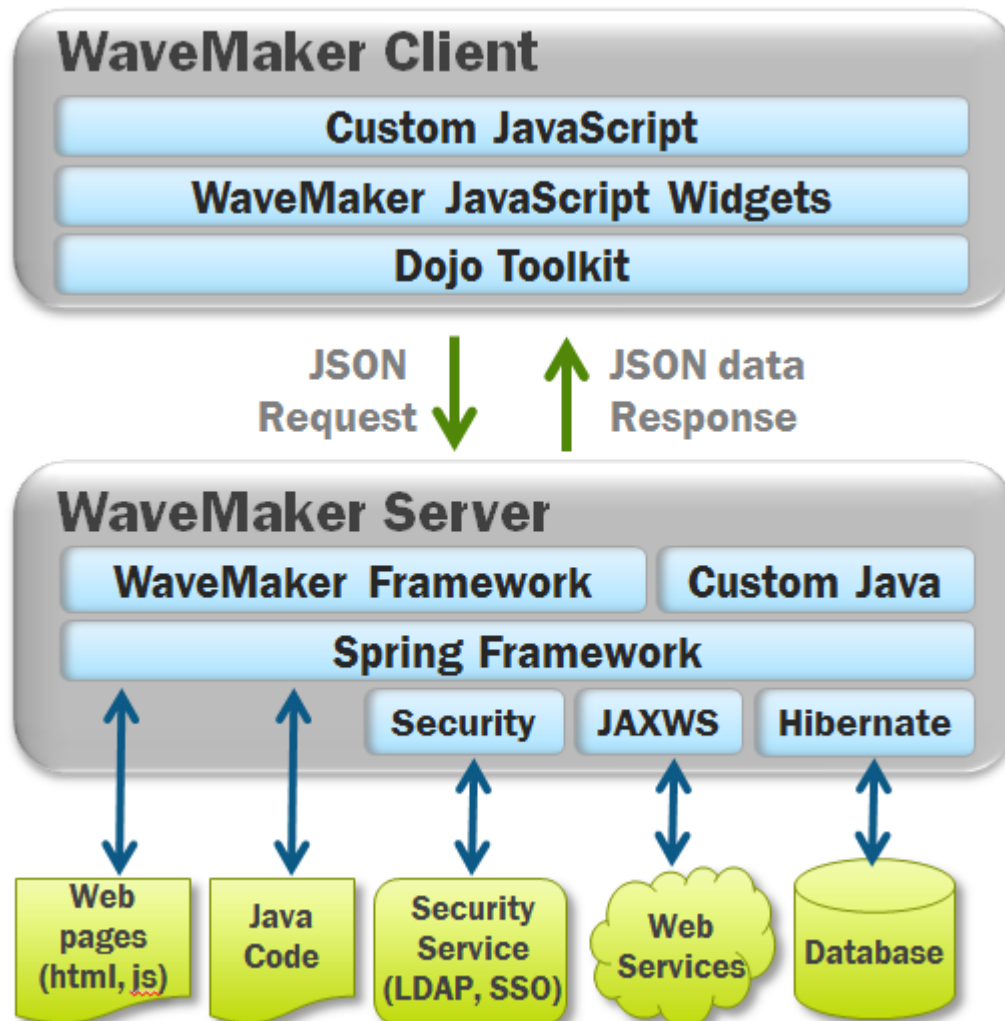 WaveMaker Client
Custom JavaScript
WaveMaker JavaScript Widgets
Dojo Toolkit
JSON
Request
JSON data
Response
WaveMaker Server
WaveMaker Framework
Custom Java
Spring Framework
Security
JAXWS
Hibernate
Web
pages
(html, js)
Java
Code
Security
Service
(LDAP, SSO)
Web
Services
Database